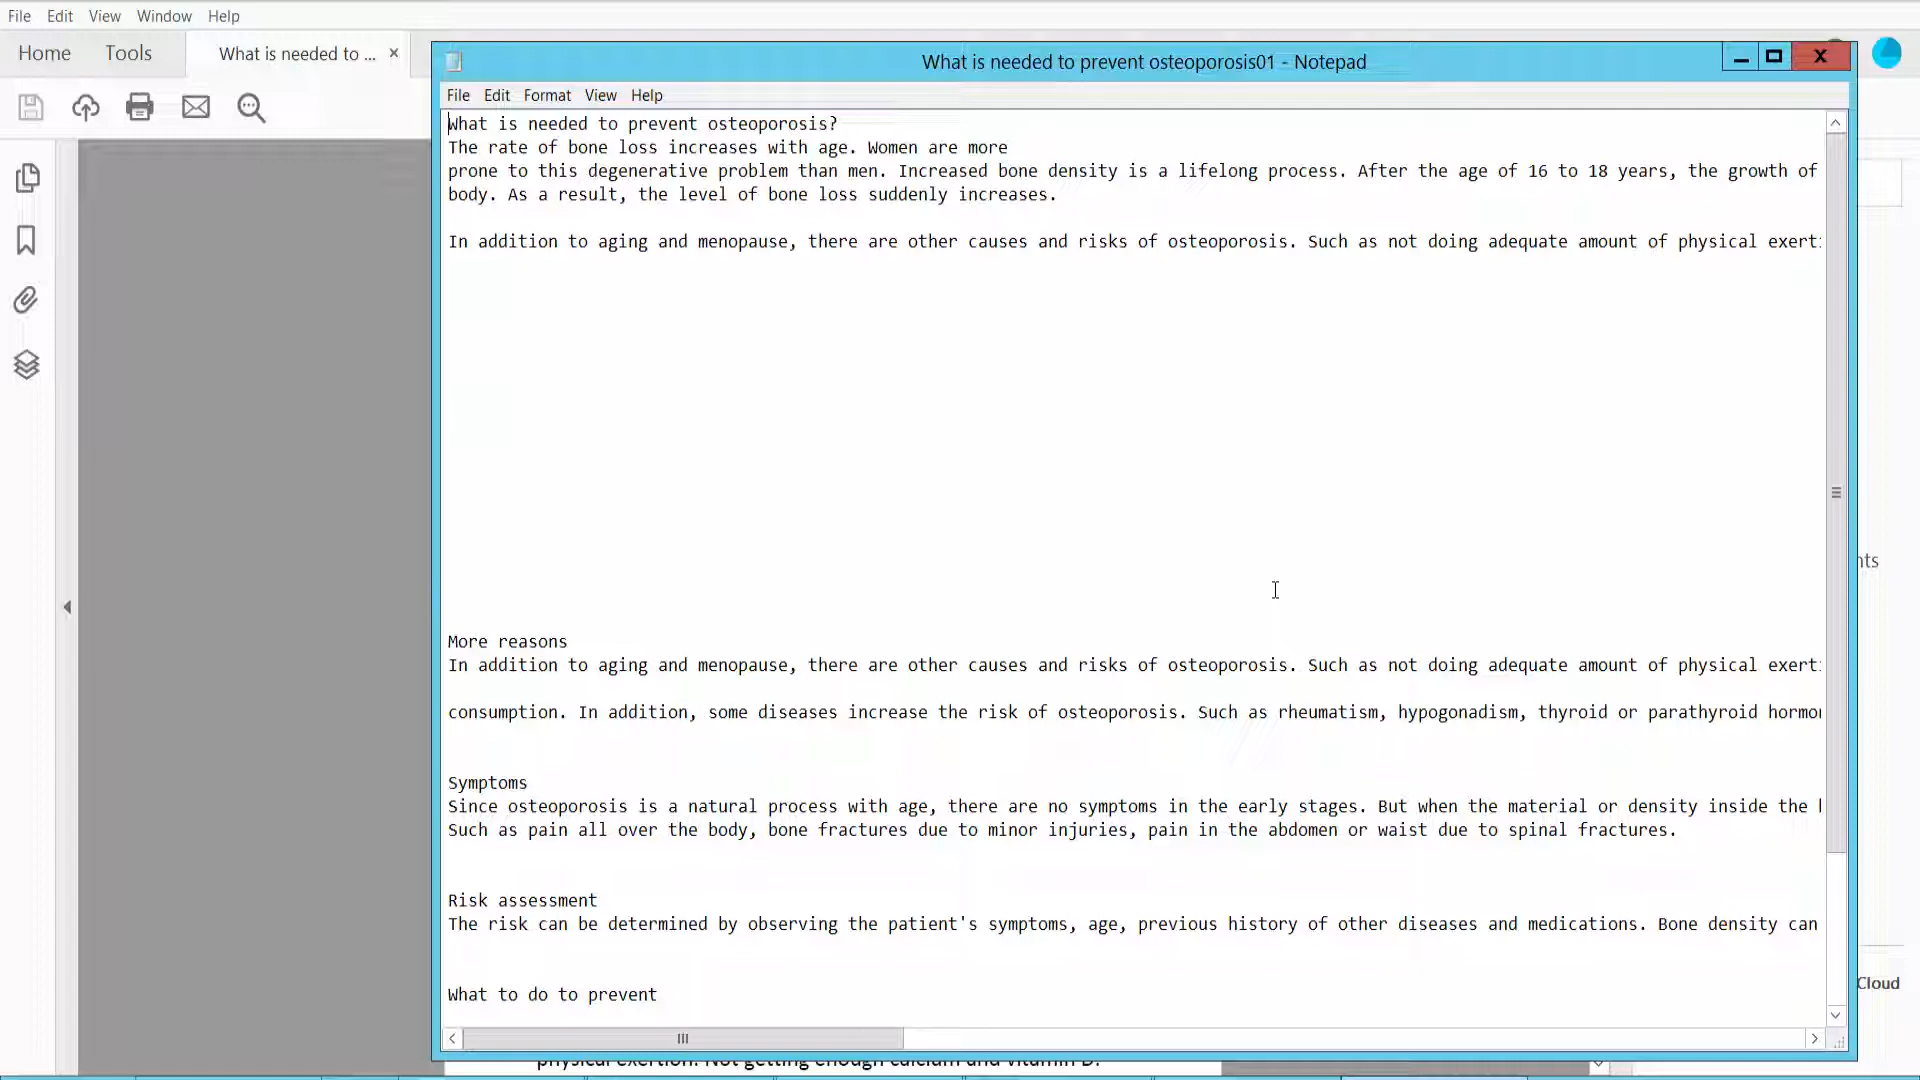 File Edit View Window Help
Home Tools What is needed to ... ×
What is needed to prevent osteoporosis01 - Notepad
File Edit Format View Help
What is needed to prevent osteoporosis?
The rate of bone loss increases with age. Women are more
prone to this degenerative problem than men. Increased bone density is a lifelong process. After the age of 16 to 18 years, the growth of
body. As a result, the level of bone loss suddenly increases.
In addition to aging and menopause, there are other causes and risks of osteoporosis. Such as not doing adequate amount of physical
More reasons
In addition to aging and menopause, there are other causes and risks of osteoporosis. Such as not doing adequate amount of physical
consumption. In addition, some diseases increase the risk of osteoporosis. Such as rheumatism, hypogonadism, thyroid or parathyroid
Symptoms
Since osteoporosis is a natural process with age, there are no symptoms in the early stages. But when the material or density inside the
Such as pain all over the body, bone fractures due to minor injuries, pain in the abdomen or waist due to spinal fractures.
Risk assessment
The risk can be determined by observing the patient's symptoms, age, previous history of other diseases and medications. Bone density can
What to do to prevent
Cloud
physical exertion. Not getting enough calcium and vitamin D.